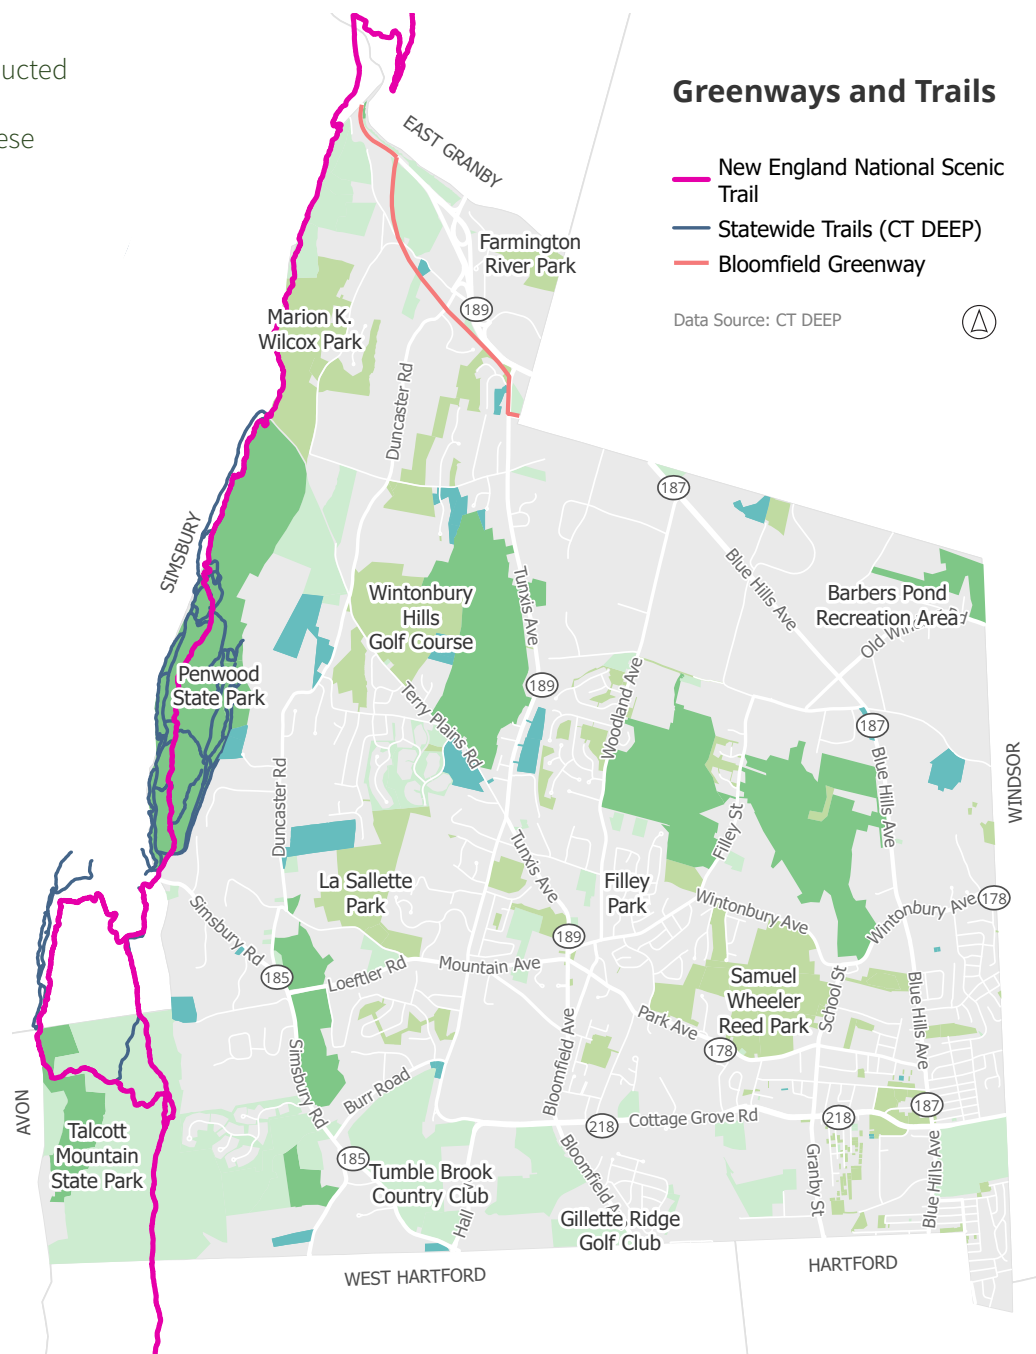 ucted
ese
Greenways and Trails
New England National Scenic
Trail
Statewide Trails (CT DEEP)
Bloomfield Greenway
Data Source: CT DEEP
EAST GRANBY
Farmington
River Park
189
Marion K.
Wilcox Park
Duncaster Rd
187
SIMSBURY
Blue Hills Ave
Tunxis Ave
Wintonbury
Hills
Golf Course
Barbers Pond
Recreation Area
Penwood
State Park
189
Terry Plains Rd
Woodland Ave
187
WINDSOR
Duncaster Rd
Blue Hills Ave
Filley St
Tunxis Ave
La Sallette
Park
Filley
Park
Wintonbury Ave
Wintonbury Ave
178
Simsbury Rd
189
185
Loeffler Rd
Mountain Ave
Samuel
Wheeler
Reed Park
School St
Blue Hills Ave
Park Ave
178
Bloomfield Ave
Simsbury Rd
Burr Road
AVON
218
Cottage Grove Rd
218
187
Talcott
Mountain
State Park
185
Tumble Brook
Country Club
Hall
Bloomfield
Gillette Ridge
Golf Club
Granby St
Blue Hills Ave
WEST HARTFORD
HARTFORD